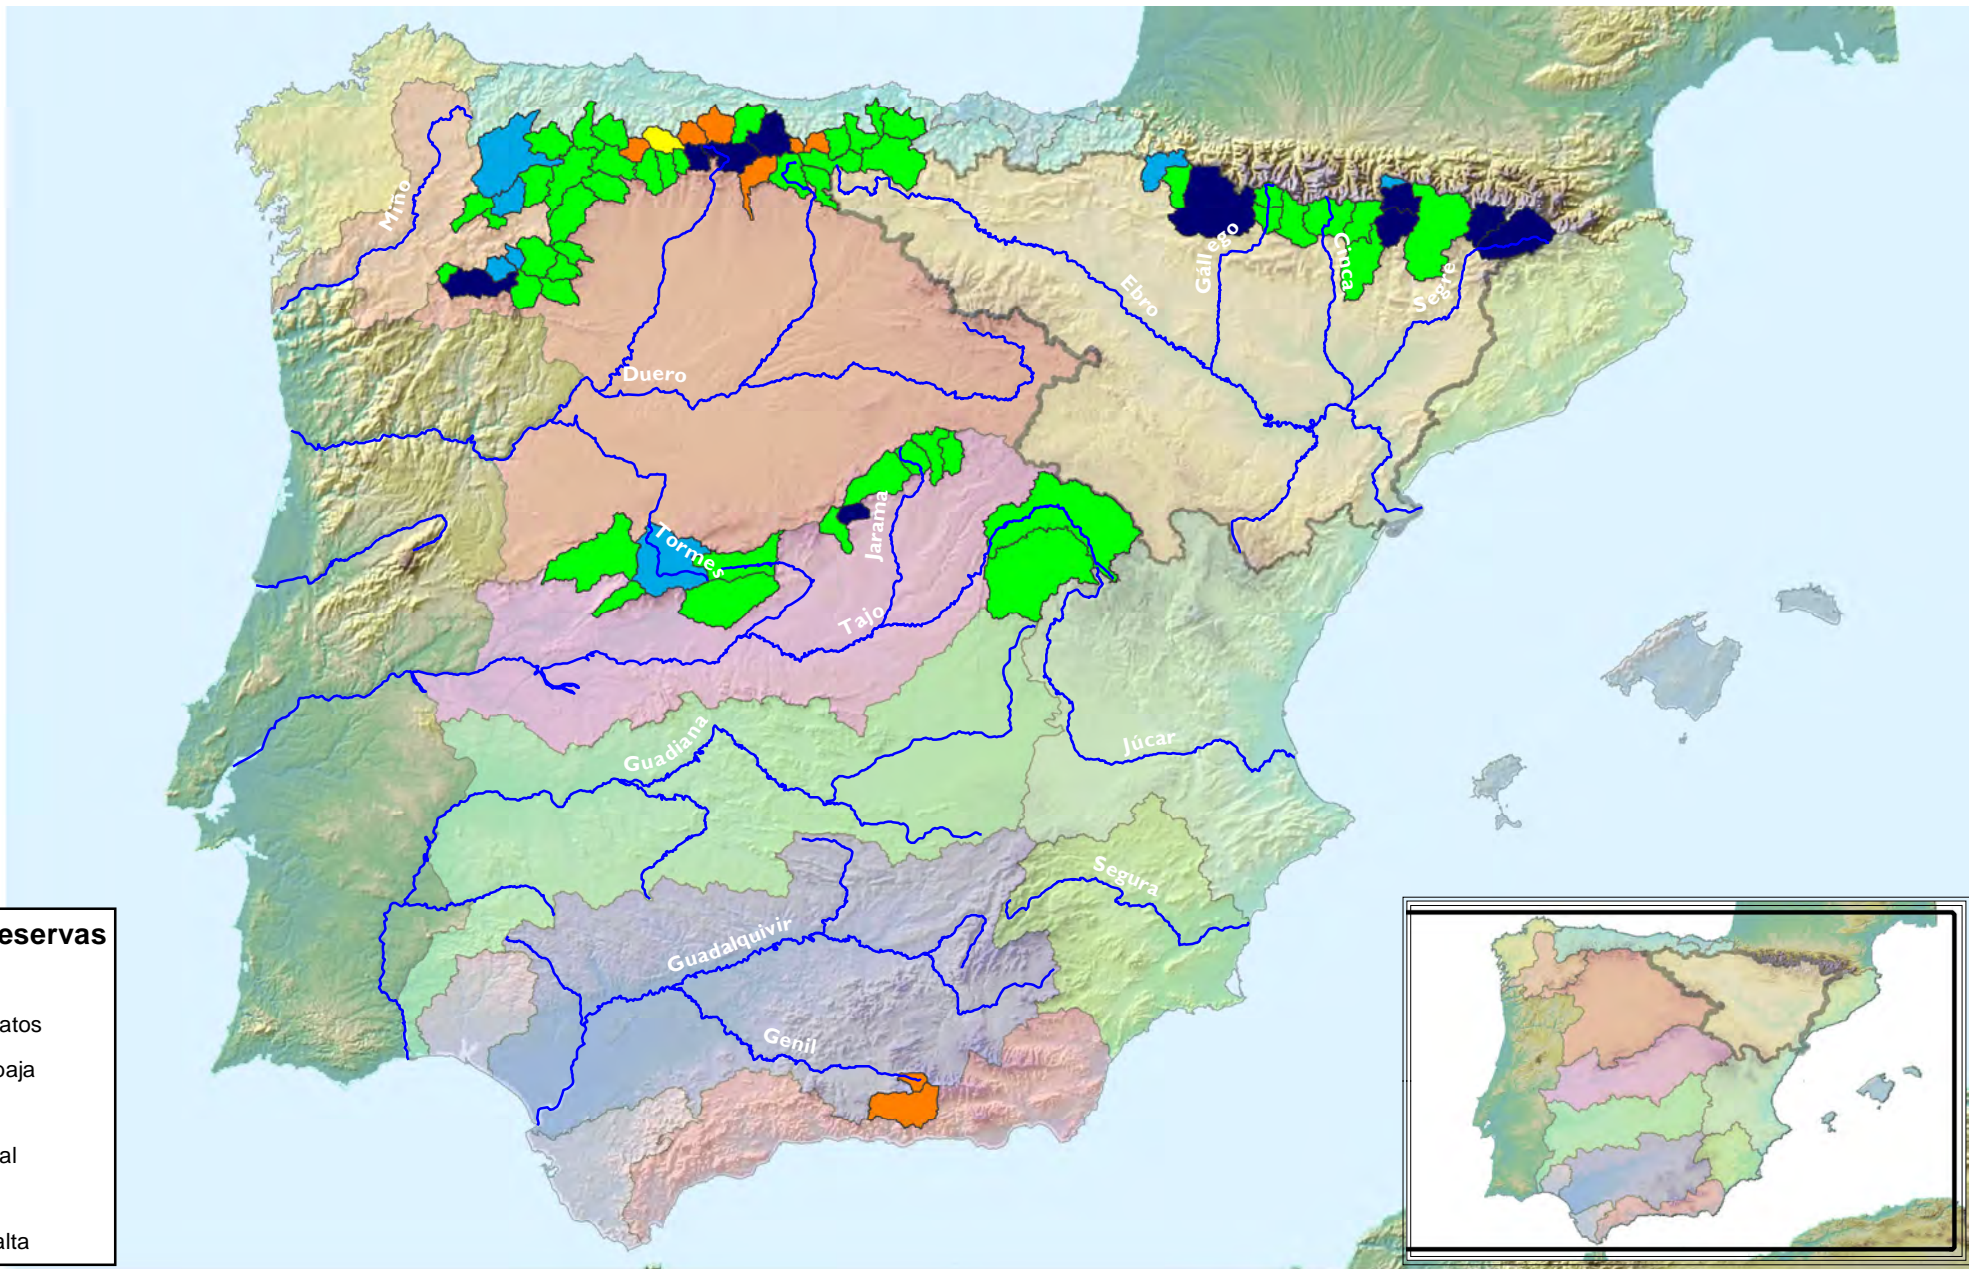 Miño
Duero
Ebro
Gállego
Cinca
Segre
Tormes
Jarama
Tajo
Guadiana
Júcar
Segura
Guadalquivir
Genil
eservas
atos
baja
al
alta